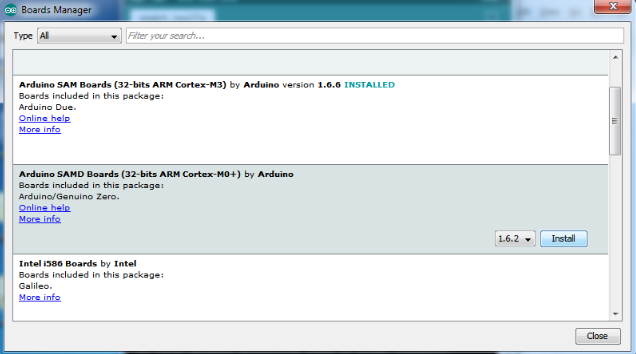 Boards Manager
Type All Filter your search...
Arduino SAM Boards (32-bits ARM Cortex-M3) by Arduino version 1.6.6 INSTALLED
Boards included in this package:
Arduino Due.
Online help
More info
Arduino SAMD Boards (32-bits ARM Cortex-M0+) by Arduino
Boards included in this package:
Arduino/Genuino Zero.
Online help
More info
1.6.2 Install
Intel i586 Boards by Intel
Boards included in this package:
Galileo.
More info
Close